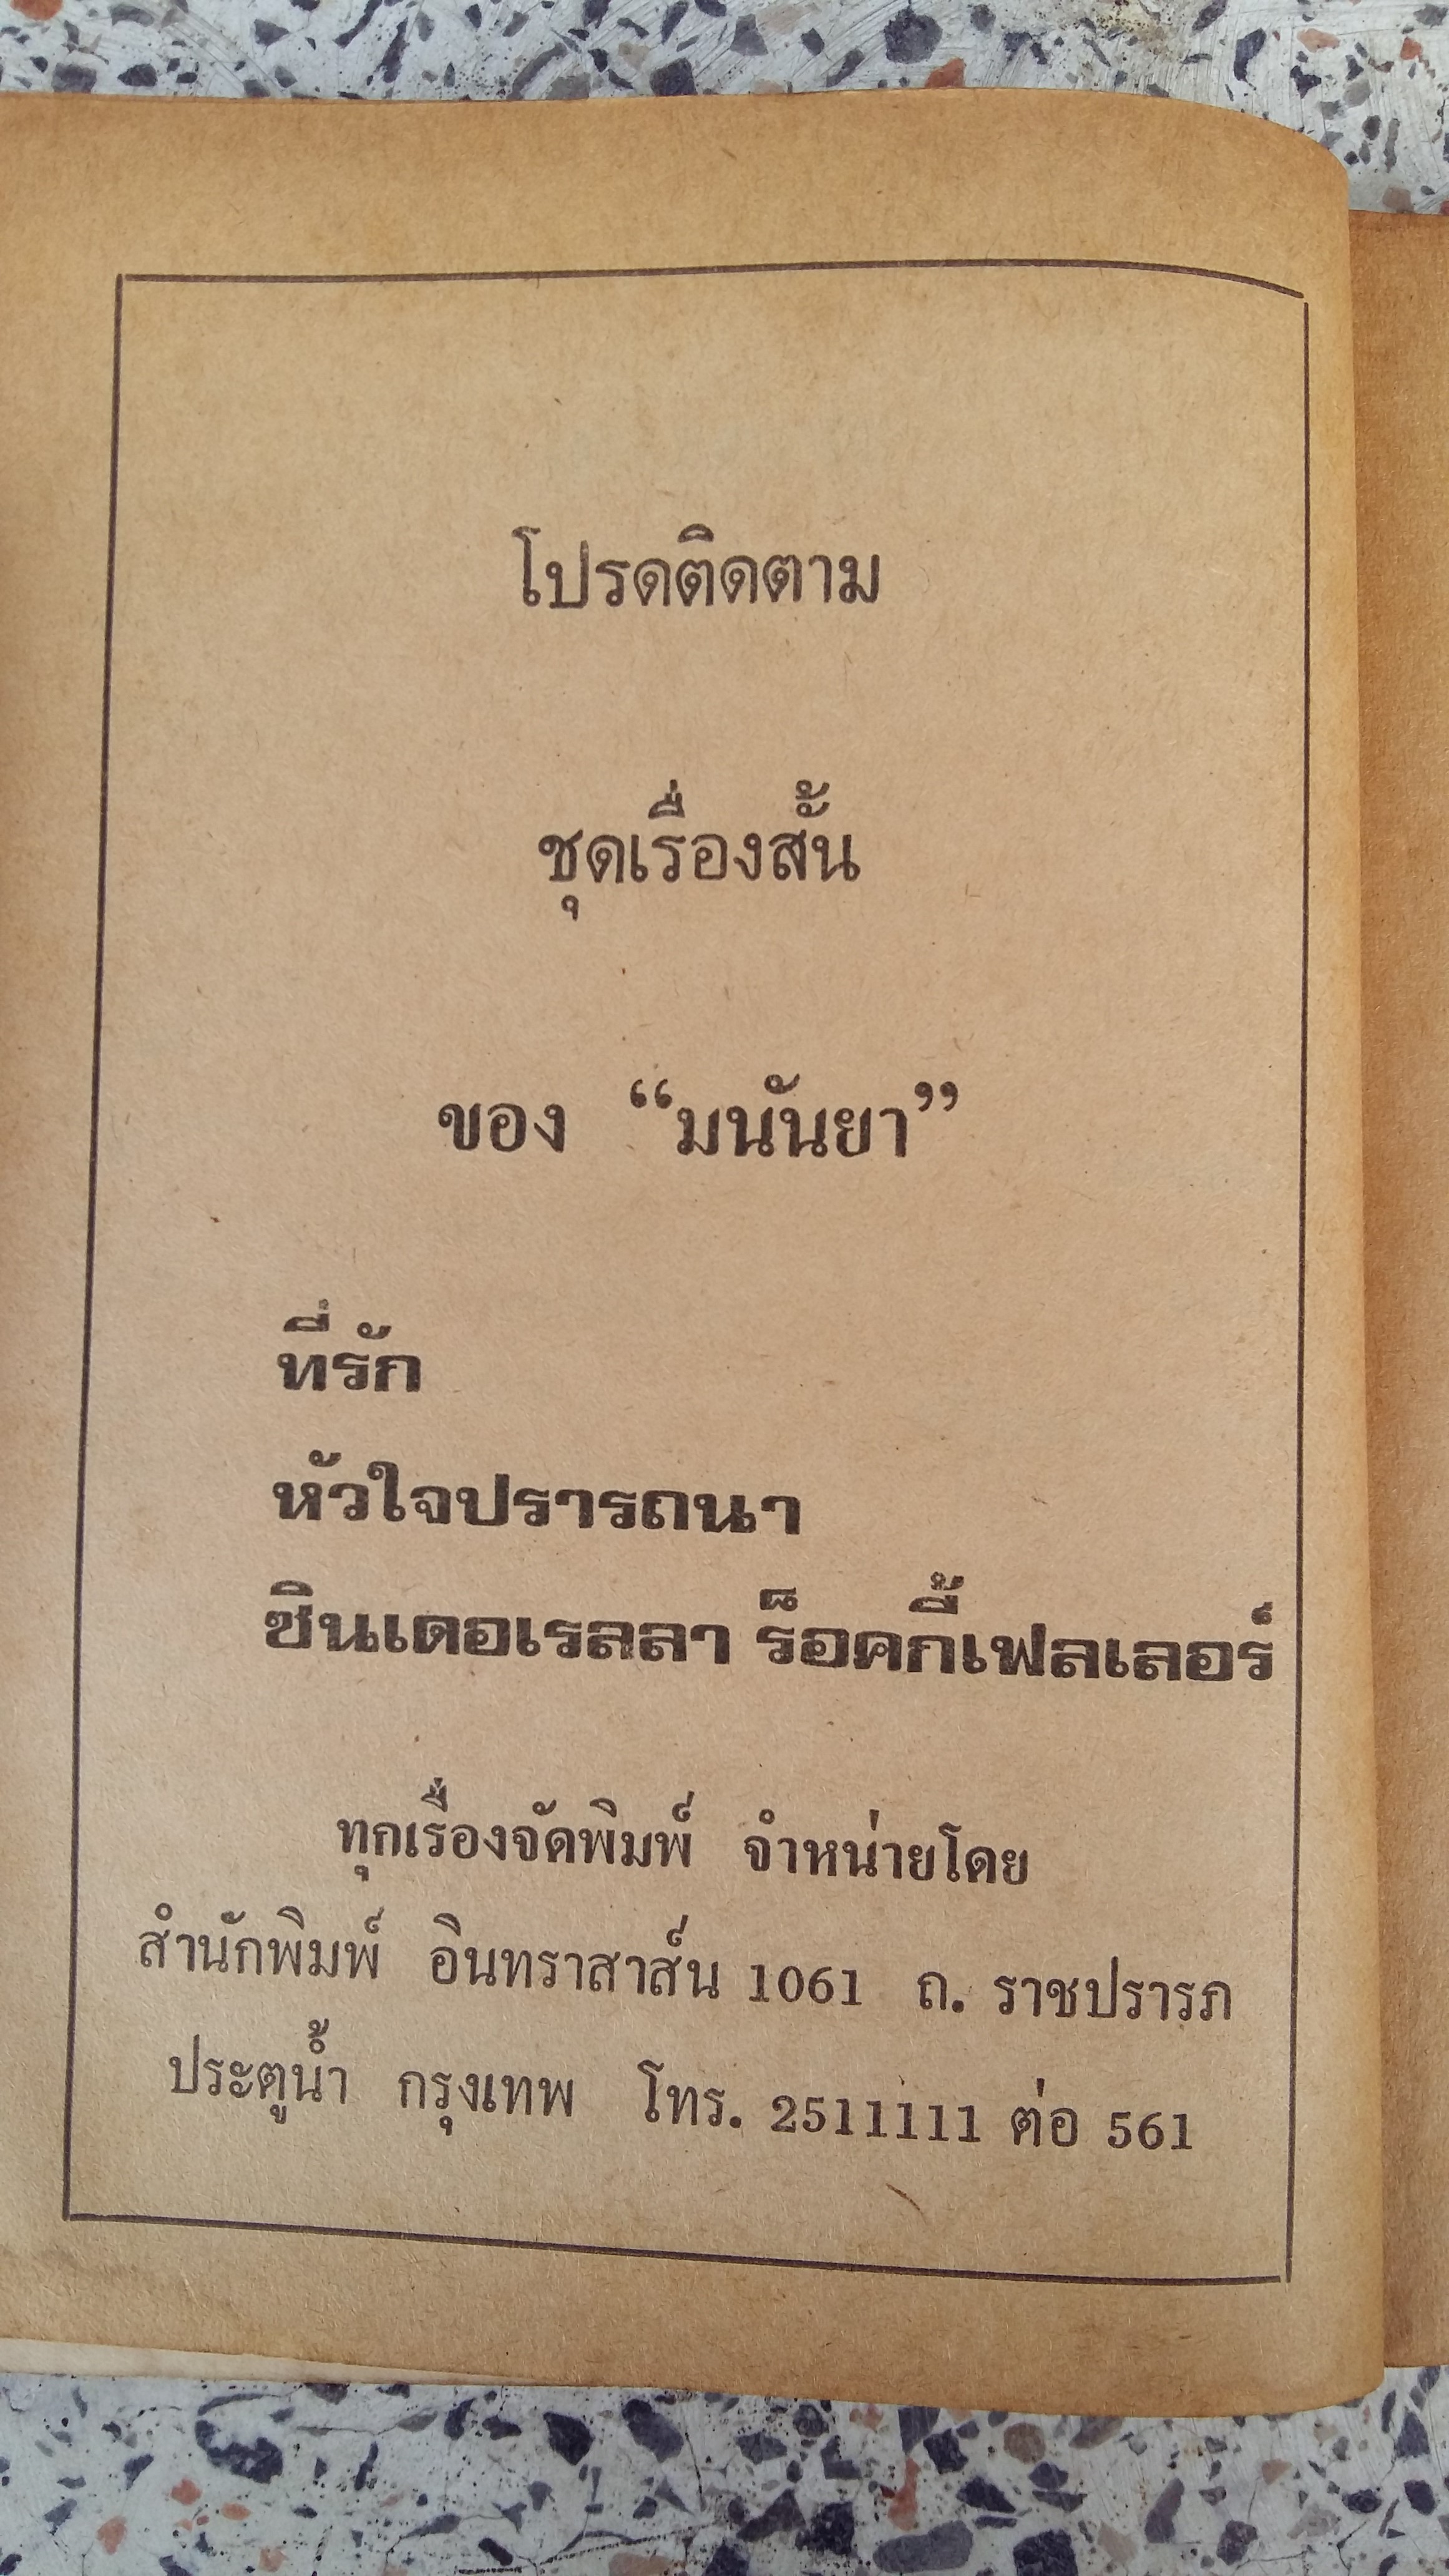 โปรดติดตาม
ชุดเรื่องสั้น
ของ “มนันยา”
ที่รัก
หัวใจปรารถนา
ซินเดอเรลลา ร็อคกี้เฟลเลอร์
ทุกเรื่องจัดพิมพ์ จำหน่ายโดย
สำนักพิมพ์ อินทราสาส์น 1061 ถ. ราชปรารภ
ประตูน้ำ กรุงเทพ โทร. 2511111 ต่อ 561